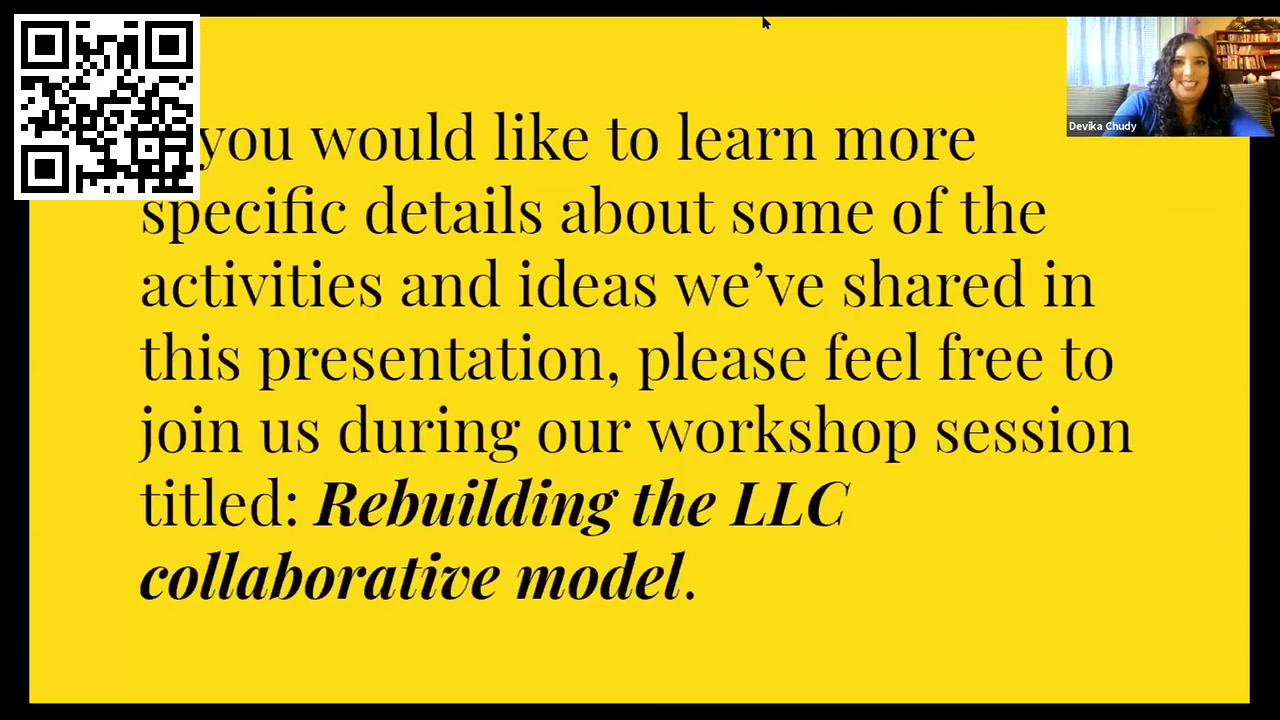 you would like to learn more
specific details about some of the
activities and ideas we’ve shared in
this presentation, please feel free to
join us during our workshop session
titled: Rebuilding the LLC
collaborative model.
Devika Chudy